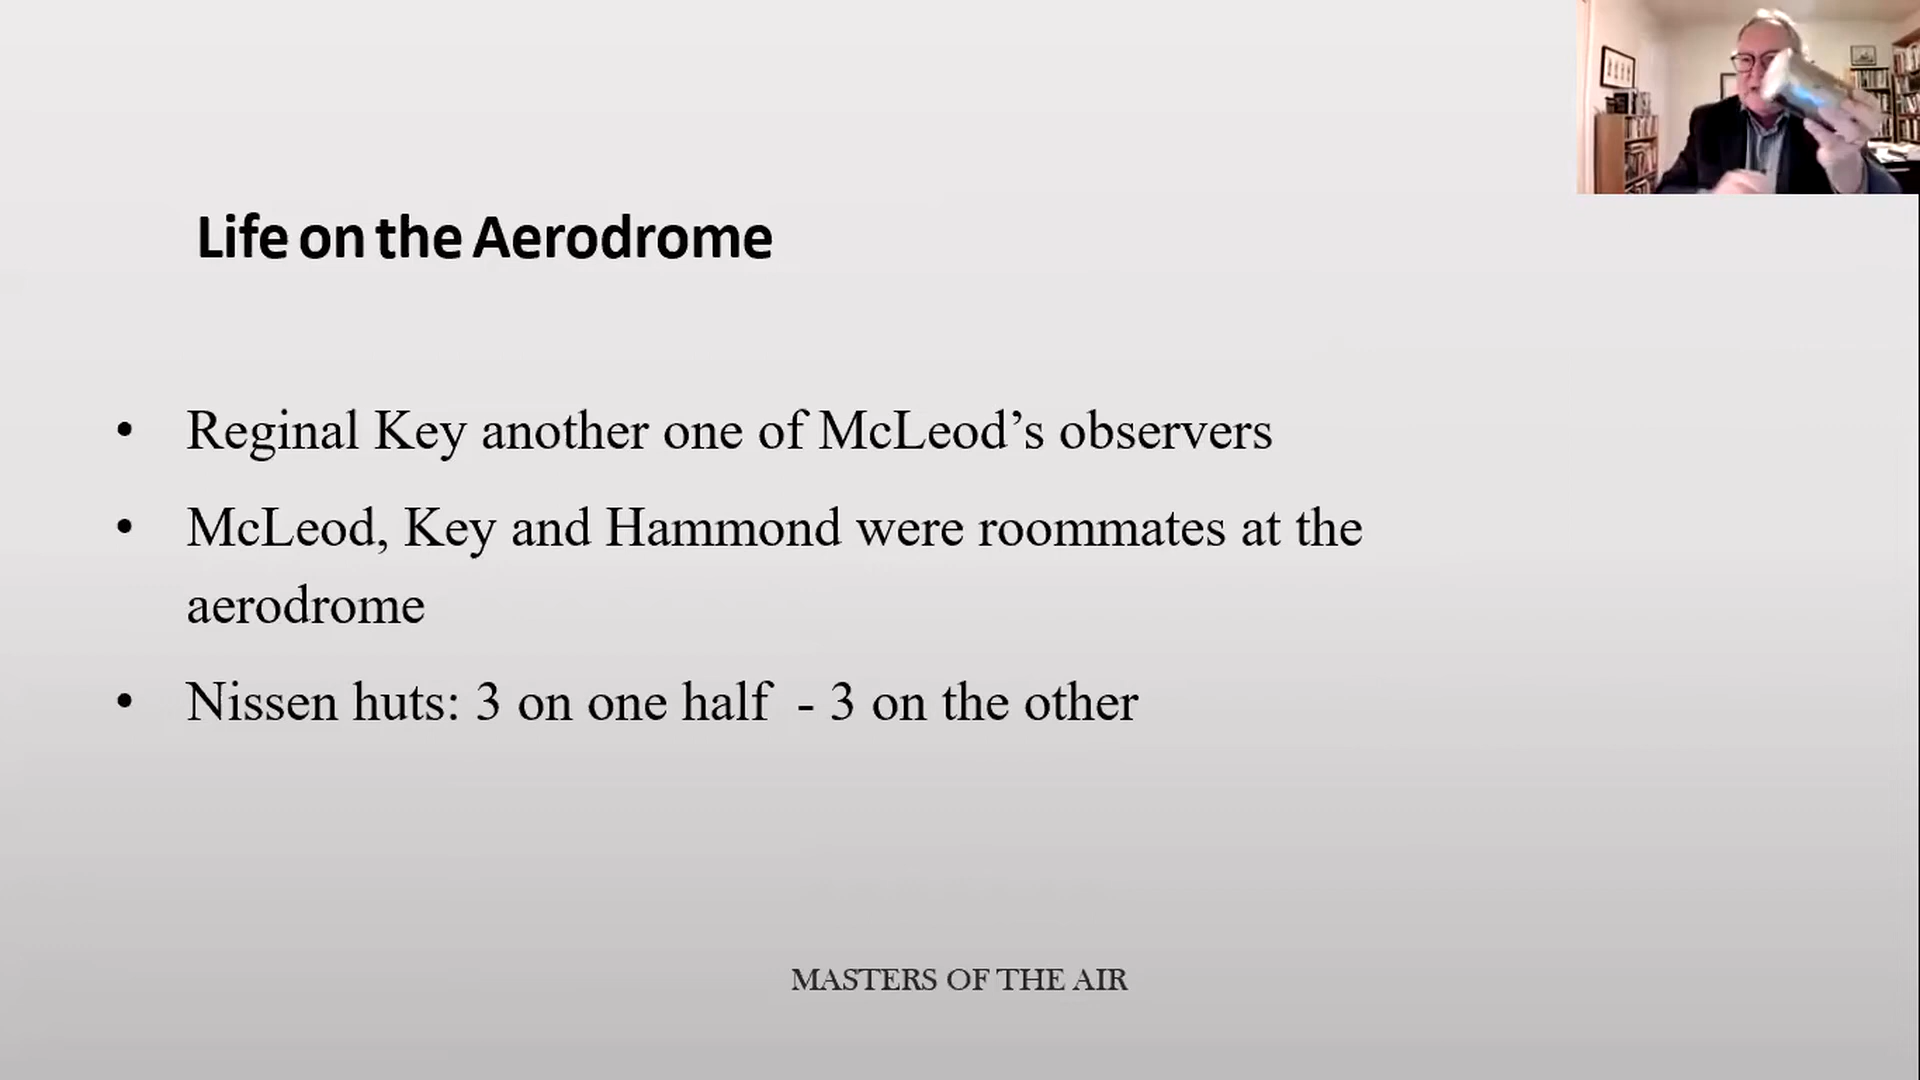 Life on the Aerodrome
• Reginal Key another one of McLeod’s observers
• McLeod, Key and Hammond were roommates at the
aerodrome
• Nissen huts: 3 on one half  - 3 on the other
MASTERS OF THE AIR